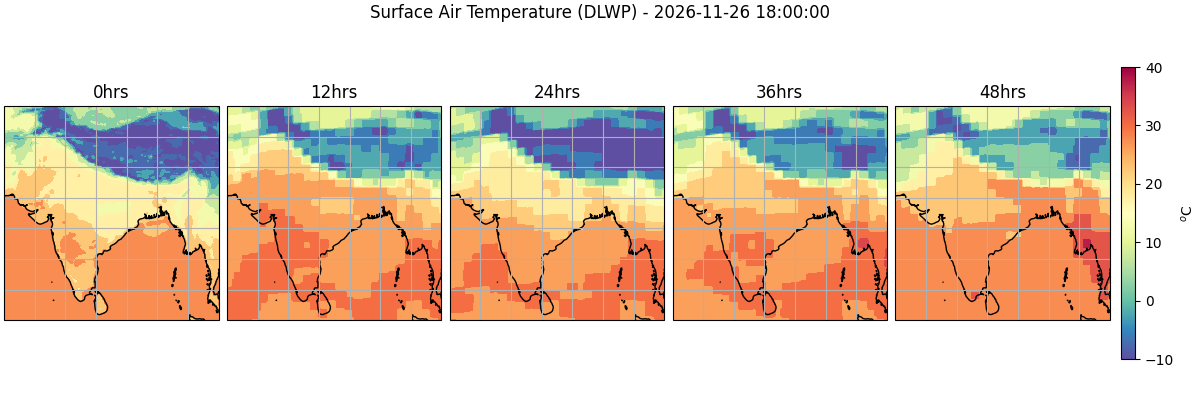 Surface Air Temperature (DLWP) - 2026-11-26 18:00:00
0hrs
12hrs
24hrs
36hrs
48hrs
40
30
20
10
0
−10
°C